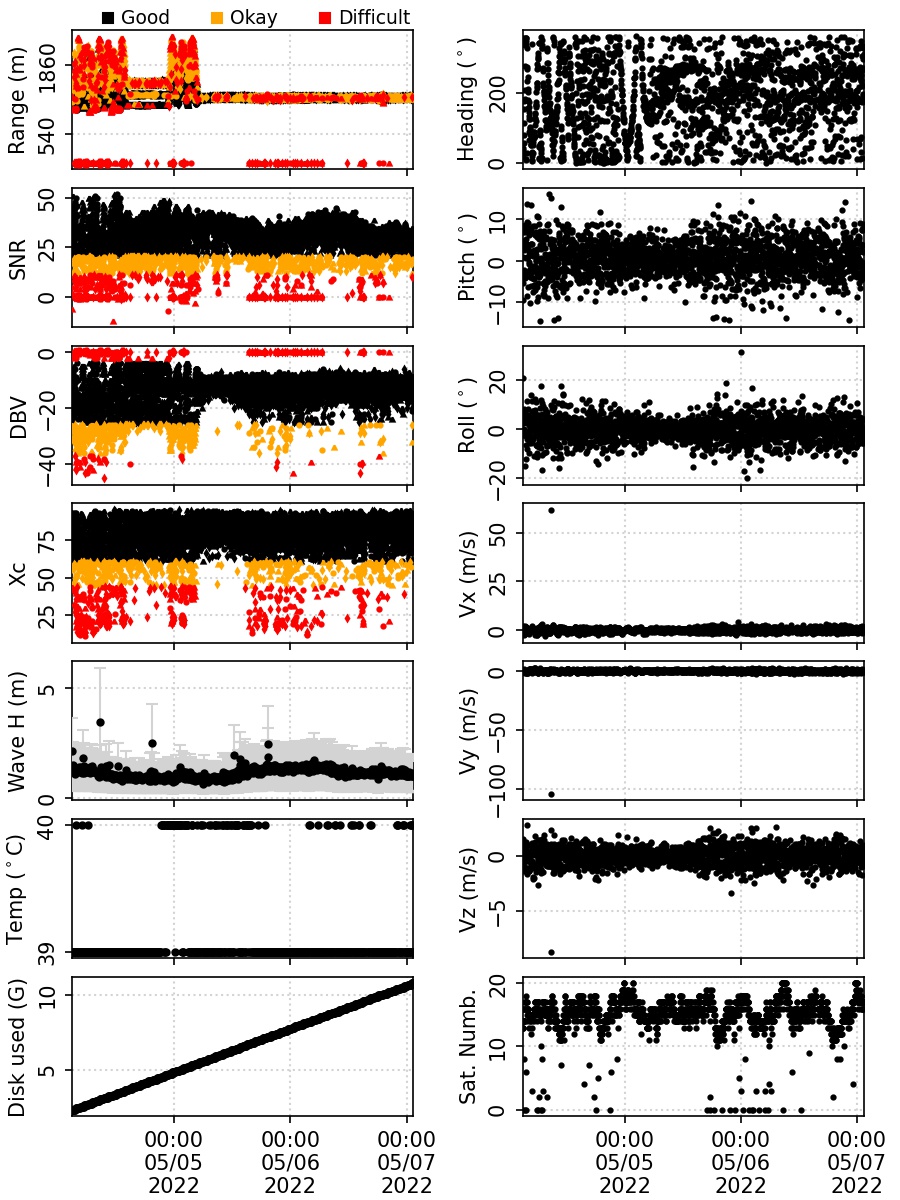 Good Okay Difficult
Range (m)
1860
540
Heading (°)
200
0
SNR
50
25
0
Pitch (°)
10
0
−10
DBV
0
−20
−40
Roll (°)
20
0
−20
Xc
75
50
25
Vx (m/s)
50
25
0
Wave H (m)
5
0
Vy (m/s)
0
−50
−100
Temp (°C)
40
39
Vz (m/s)
0
−5
Disk used (G)
10
5
Sat. Numb.
20
10
0
00:00 00:00 00:00 00:00 00:00 00:00
05/05 05/06 05/07 05/05 05/06 05/07
2022 2022 2022 2022 2022 2022